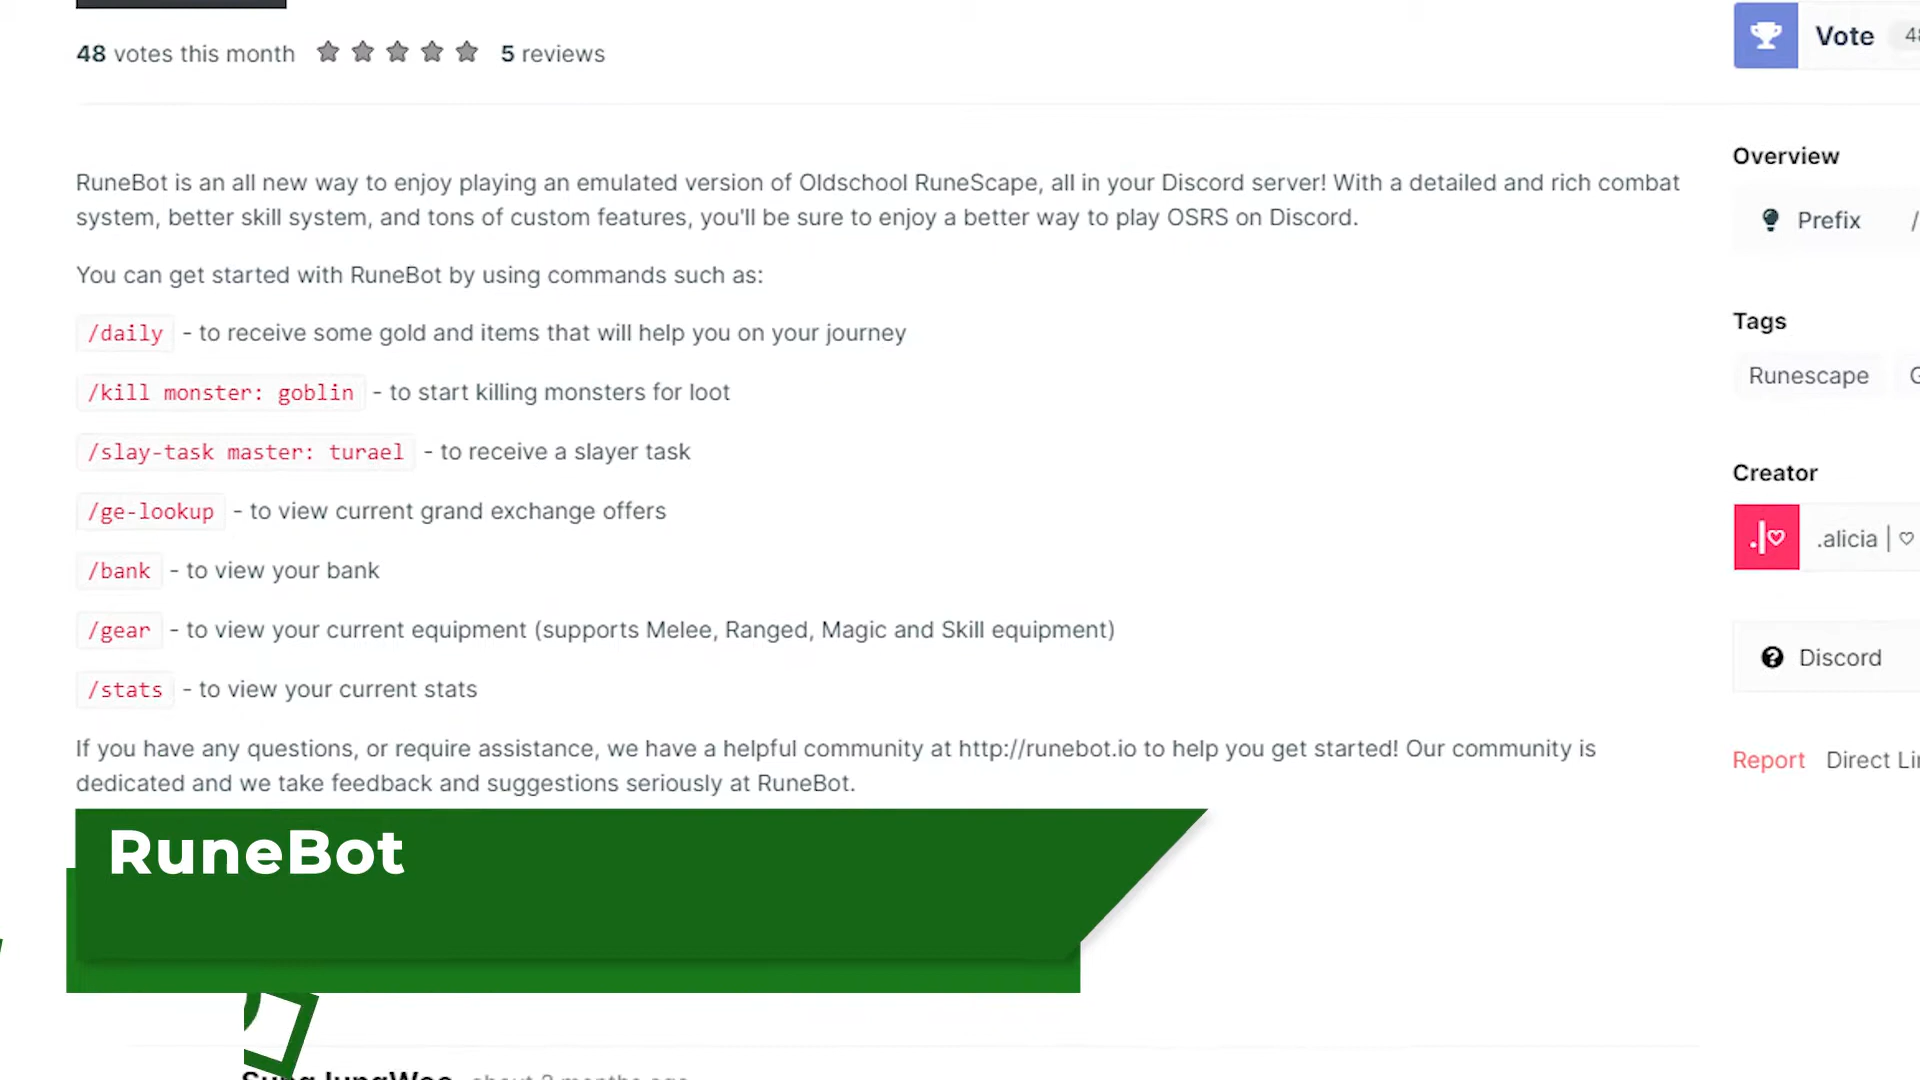 48 votes this month 5 reviews
Vote
Overview
RuneBot is an all new way to enjoy playing an emulated version of Oldschool RuneScape, all in your Discord server! With a detailed and rich combat
system, better skill system, and tons of custom features, you'll be sure to enjoy a better way to play OSRS on Discord.
Prefix /
You can get started with RuneBot by using commands such as:
Tags
/daily - to receive some gold and items that will help you on your journey
Runescape
/kill monster: goblin - to start killing monsters for loot
/slay-task master: turael - to receive a slayer task
Creator
/ge-lookup - to view current grand exchange offers
.alicia | ♡
/bank - to view your bank
/gear - to view your current equipment (supports Melee, Ranged, Magic and Skill equipment)
Discord
/stats - to view your current stats
If you have any questions, or require assistance, we have a helpful community at http://runebot.io to help you get started! Our community is
dedicated and we take feedback and suggestions seriously at RuneBot.
Report Direct
RuneBot